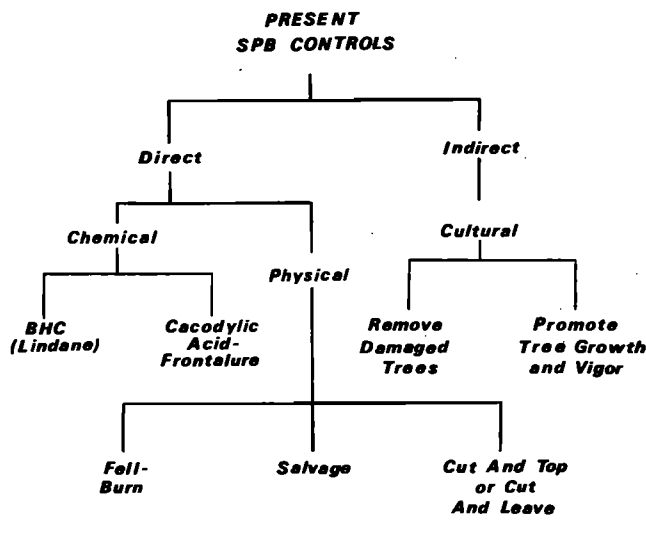 PRESENT
SPB CONTROLS
Direct
Indirect
Chemical
Physical
Cultural
BHC
(Lindane)
Cacodylic
Acid-
Frontalure
Remove
Damaged
Trees
Promote
Tree Growth
and Vigor
Fell-
Burn
Salvage
Cut And Top
or Cut
And Leave